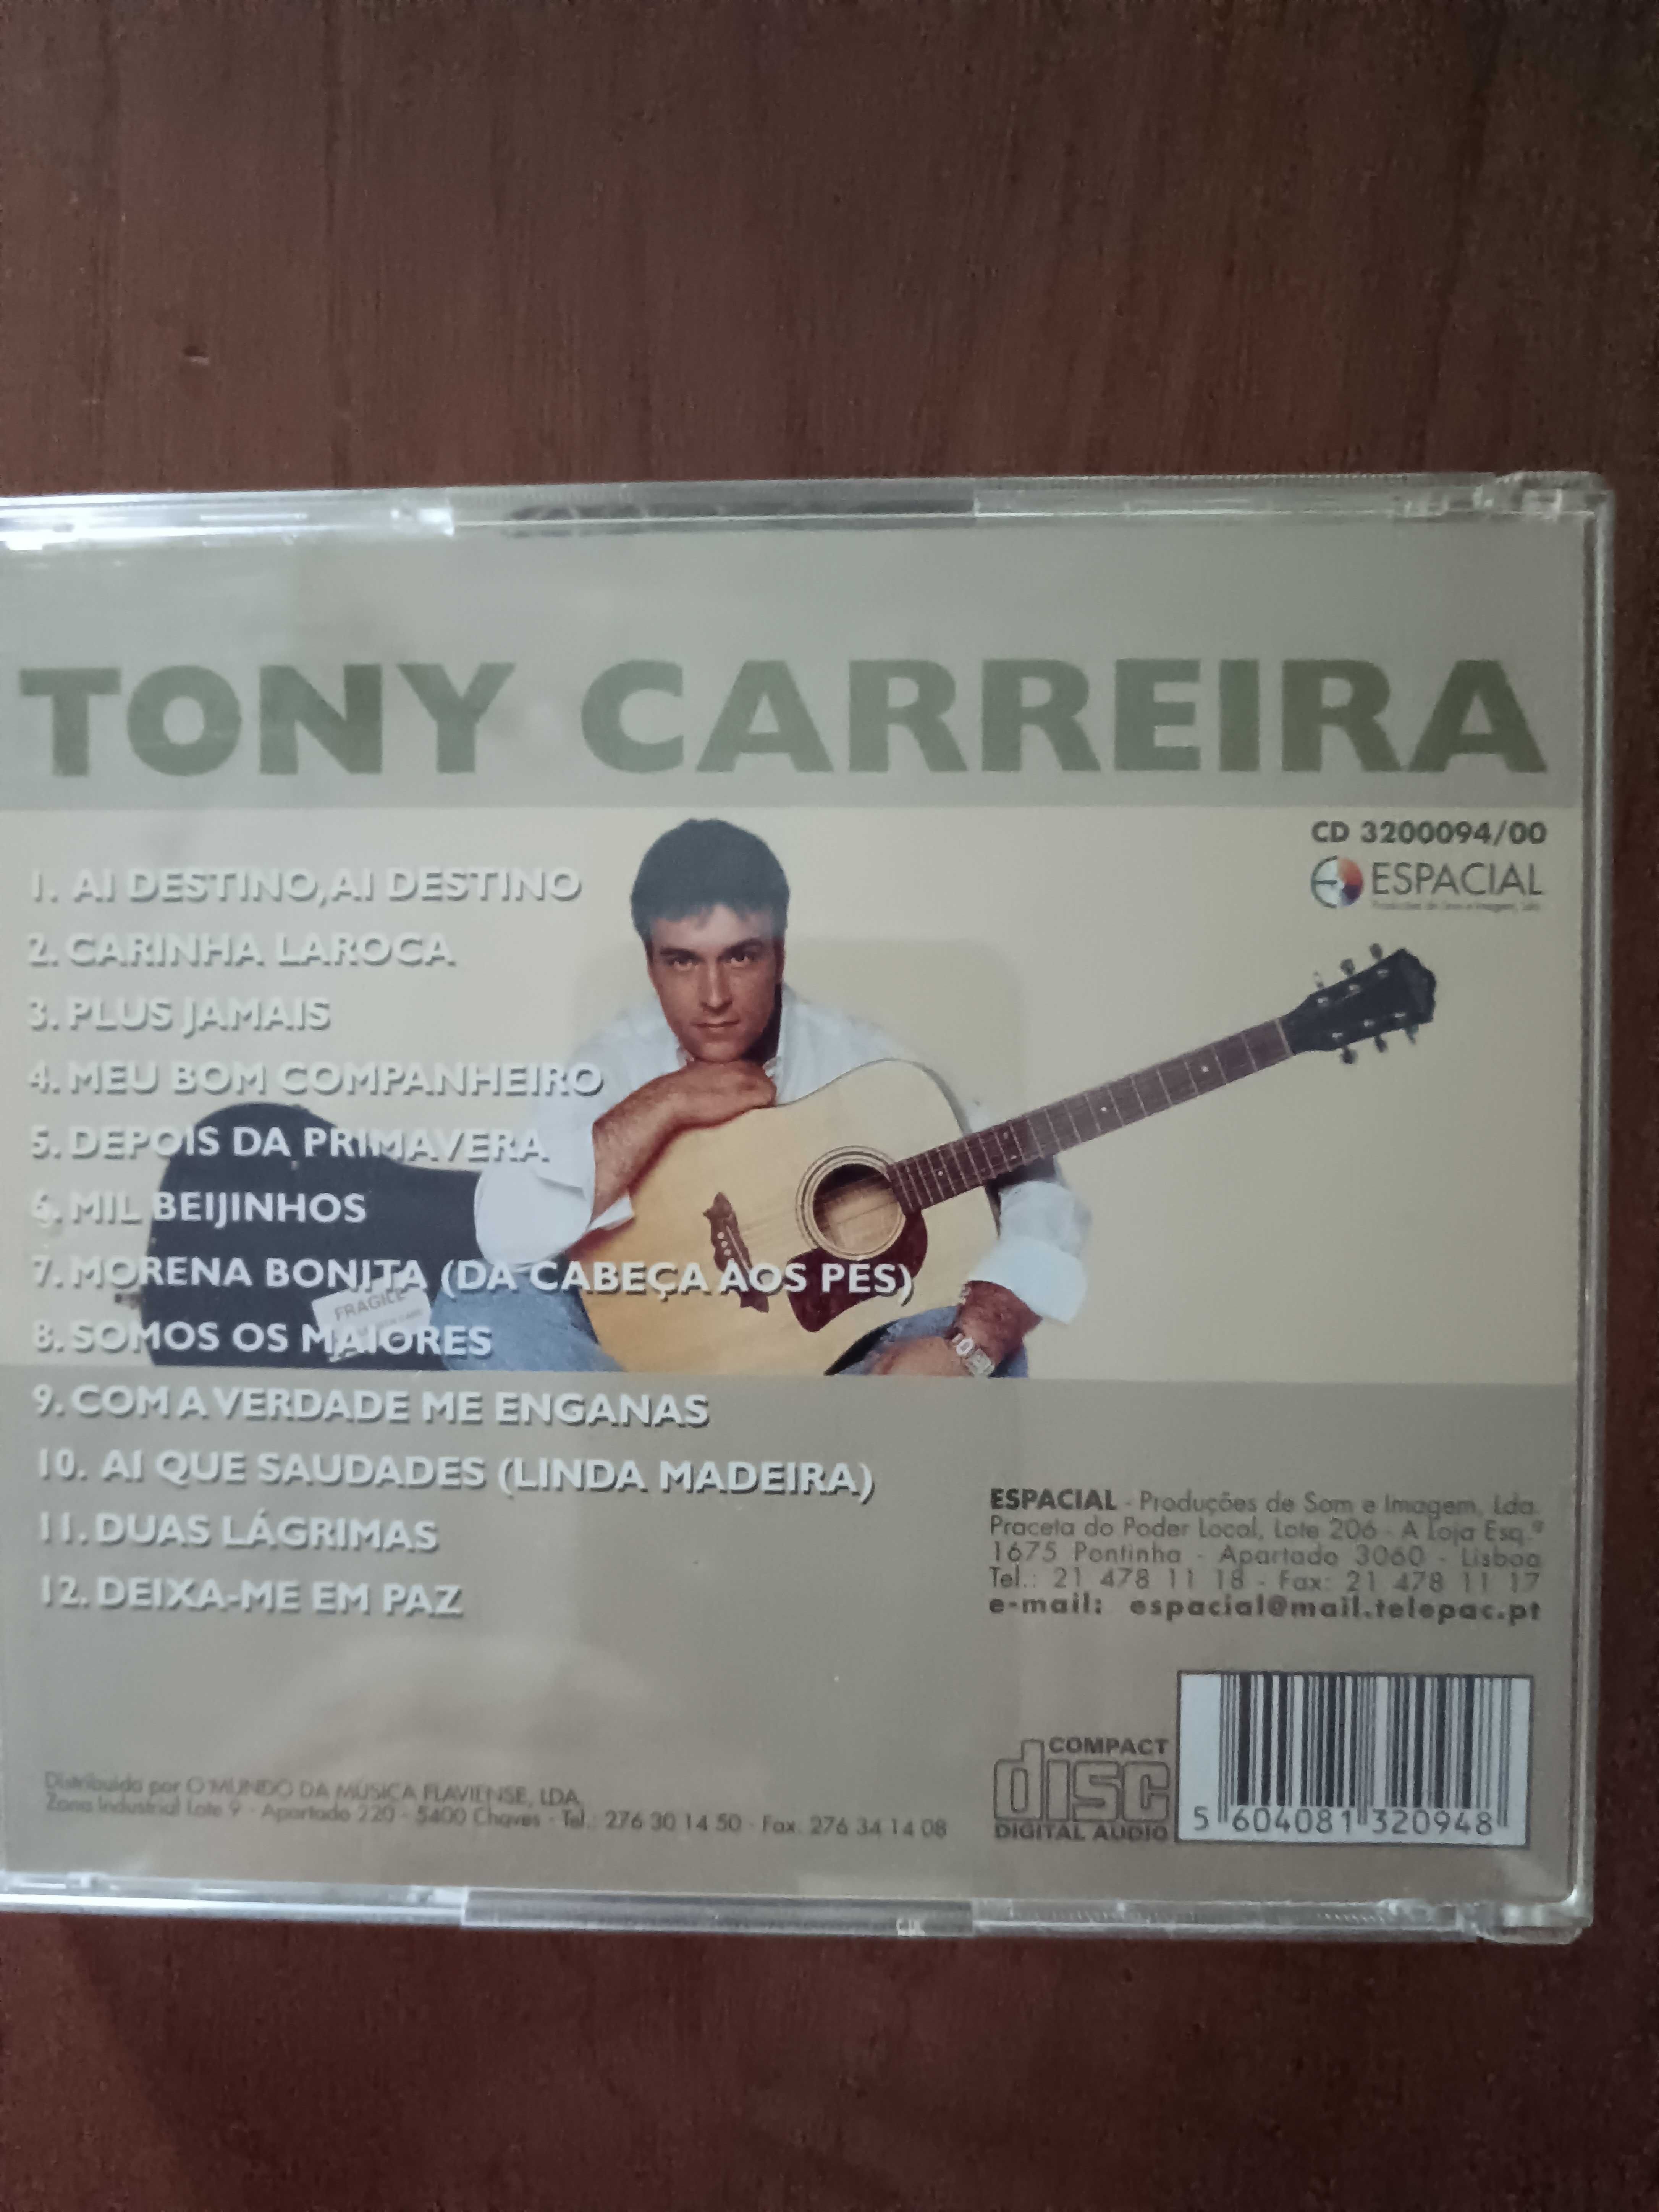 TONY CARREIRA
CD 3200094/00
ESPACIAL
1. AI DESTINO, AI DESTINO
2. CARINHA LAROCA
3. PLUS JAMAIS
4. MEU BOM COMPANHEIRO
5. DEPOIS DA PRIMAVERA
6. MIL BEIJINHOS
7. MORENA BONITA (DA CABEÇA AOS PÉS)
FRAGILE
8. SOMOS OS MAIORES
9. COM A VERDADE ME ENGANAS
10. AI QUE SAUDADES (LINDA MADEIRA)
11. DUAS LÁGRIMAS
12. DEIXA-ME EM PAZ
ESPACIAL - Produções de Som e Imagem, Lda.
Praceta do Poder Local, Lote 206 - A Loja Esq.ª
1675 Pontinha - Apartado 3060 - Lisboa
Tel.: 21 478 11 18 - Fax: 21 478 11 17
e-mail: espacial@mail.telepac.pt
Distribuido por O MUNDO DA MÚSICA FLAVIENSE, LDA.
Zona Industrial Lote 9 - Apartado 220 - 5400 Chaves - Tel.: 276 30 14 50 - Fax. 276 34 14 08
COMPACT
disc
DIGITAL AUDIO
5 604081 320948